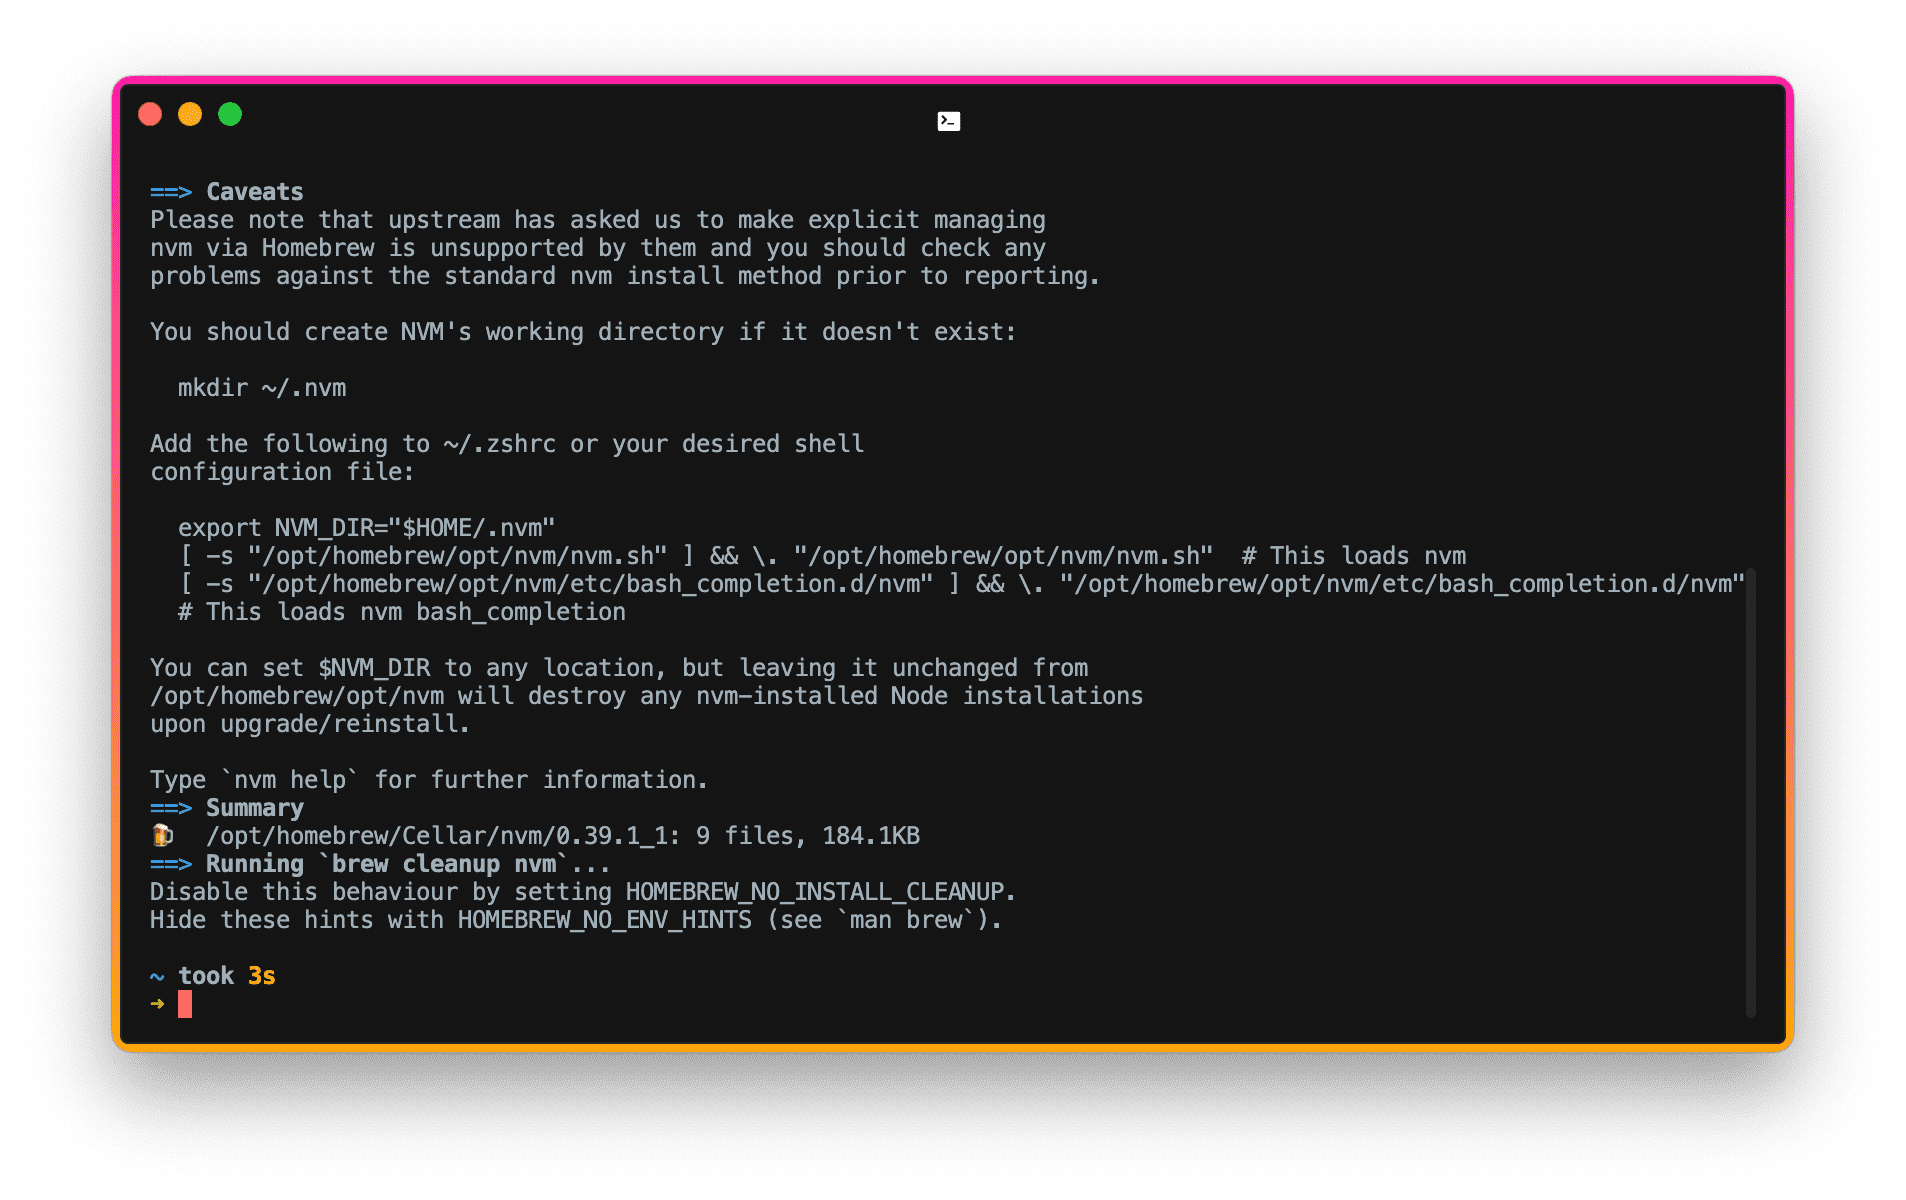 ==> Caveats
Please note that upstream has asked us to make explicit managing
nvm via Homebrew is unsupported by them and you should check any
problems against the standard nvm install method prior to reporting.
You should create NVM's working directory if it doesn't exist:
mkdir ~/.nvm
Add the following to ~/.zshrc or your desired shell
configuration file:
export NVM_DIR="$HOME/.nvm"
[ -s "/opt/homebrew/opt/nvm/nvm.sh" ] && \. "/opt/homebrew/opt/nvm/nvm.sh"  # This loads nvm
[ -s "/opt/homebrew/opt/nvm/etc/bash_completion.d/nvm" ] && \. "/opt/homebrew/opt/nvm/etc/bash_completion.d/nvm"
# This loads nvm bash_completion
You can set $NVM_DIR to any location, but leaving it unchanged from
/opt/homebrew/opt/nvm will destroy any nvm-installed Node installations
upon upgrade/reinstall.
Type `nvm help` for further information.
==> Summary
🍺  /opt/homebrew/Cellar/nvm/0.39.1_1: 9 files, 184.1KB
==> Running `brew cleanup nvm`...
Disable this behaviour by setting HOMEBREW_NO_INSTALL_CLEANUP.
Hide these hints with HOMEBREW_NO_ENV_HINTS (see `man brew`).
~ took 3s
➜